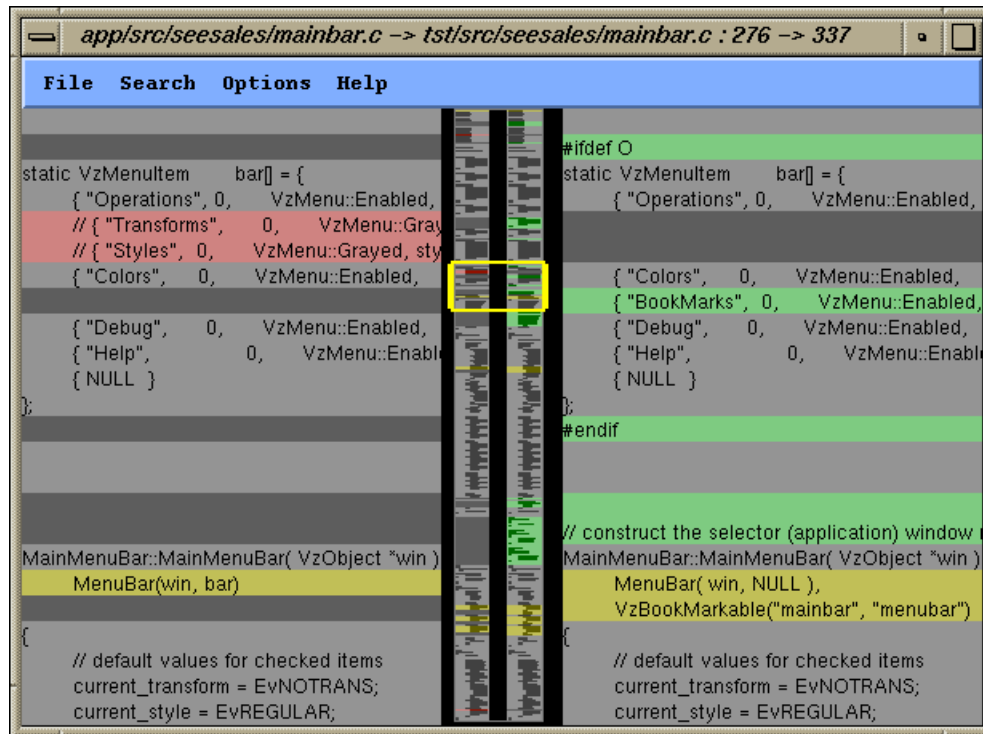 app/src/seesales/mainbar.c -> tst/src/seesales/mainbar.c : 276 -> 337
File Search Options Help
static VzMenuItem bar[] = {
{ "Operations", 0, VzMenu::Enabled,
// { "Transforms", 0, VzMenu::Gray
// { "Styles", 0, VzMenu::Grayed, sty
{ "Colors", 0, VzMenu::Enabled,
{ "Debug", 0, VzMenu::Enabled,
{ "Help", 0, VzMenu::Enabl
{ NULL }
};
MainMenuBar::MainMenuBar( VzObject *win )
MenuBar(win, bar)
{
// default values for checked items
current_transform = EvNOTRANS;
current_style = EvREGULAR;
#ifdef O
static VzMenuItem bar[] = {
{ "Operations", 0, VzMenu::Enabled,
{ "Colors", 0, VzMenu::Enabled,
{ "BookMarks", 0, VzMenu::Enabled,
{ "Debug", 0, VzMenu::Enabled,
{ "Help", 0, VzMenu::Enabl
{ NULL }
};
#endif
// construct the selector (application) window
MainMenuBar::MainMenuBar( VzObject *win )
MenuBar( win, NULL ),
VzBookMarkable("mainbar", "menubar")
{
// default values for checked items
current_transform = EvNOTRANS;
current_style = EvREGULAR;